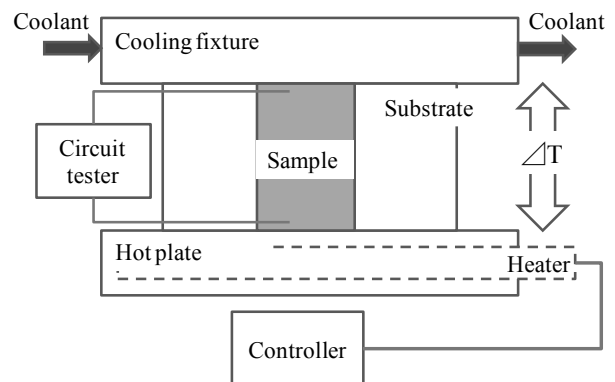 Coolant
Coolant
Cooling fixture
Substrate
Circuit
tester
Sample
⊿T
Hot plate
Heater
Controller